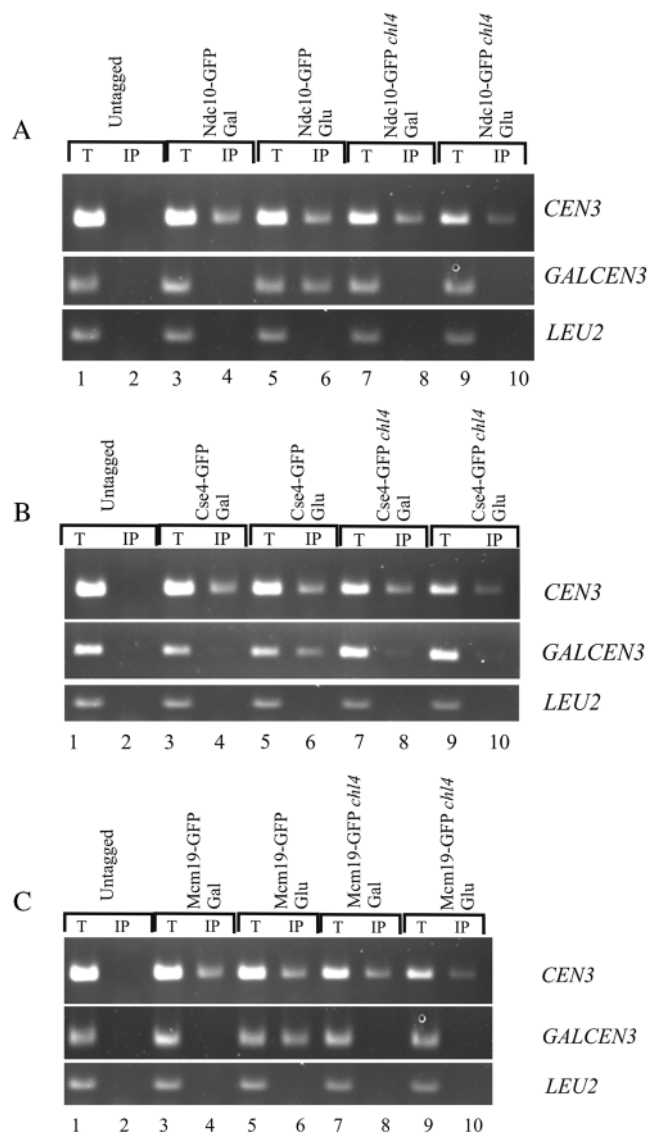 A
Untagged
Ndc10-GFP
Gal
Ndc10-GFP
Glu
Ndc10-GFP chl4
Gal
Ndc10-GFP chl4
Glu
T IP T IP T IP T IP T IP
CEN3
GALCEN3
LEU2
1 2 3 4 5 6 7 8 9 10
B
Untagged
Cse4-GFP
Gal
Cse4-GFP
Glu
Cse4-GFP chl4
Gal
Cse4-GFP chl4
Glu
T IP T IP T IP T IP T IP
CEN3
GALCEN3
LEU2
1 2 3 4 5 6 7 8 9 10
C
Untagged
Mcm19-GFP
Gal
Mcm19-GFP
Glu
Mcm19-GFP chl4
Gal
Mcm19-GFP chl4
Glu
T IP T IP T IP T IP T IP
CEN3
GALCEN3
LEU2
1 2 3 4 5 6 7 8 9 10